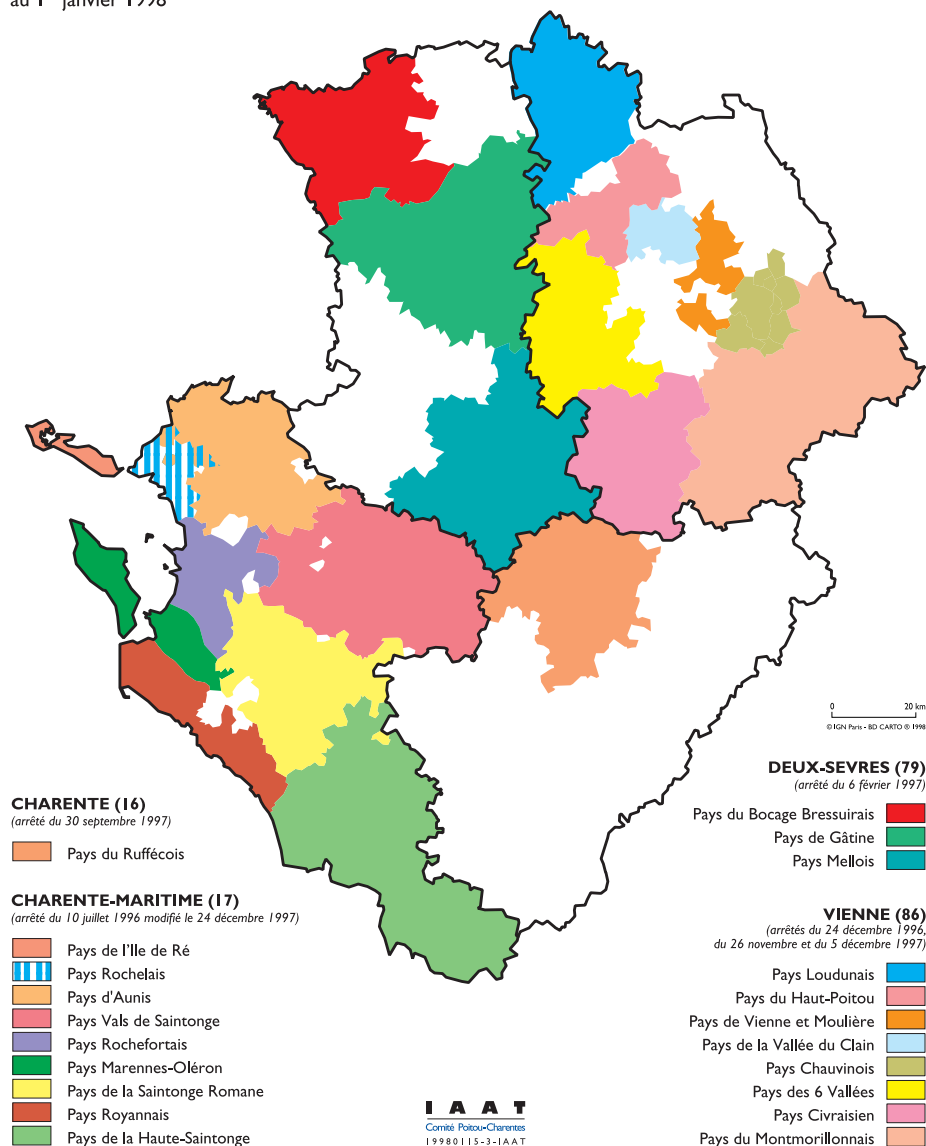 au 1er janvier 1998
0 20 km
© IGN Paris - BD CARTO ® 1998
CHARENTE (16)
(arrêté du 30 septembre 1997)
Pays du Ruffécois
CHARENTE-MARITIME (17)
(arrêté du 10 juillet 1996 modifié le 24 décembre 1997)
Pays de l'Ile de Ré
Pays Rochelais
Pays d'Aunis
Pays Vals de Saintonge
Pays Rochefortais
Pays Marennes-Oléron
Pays de la Saintonge Romane
Pays Royannais
Pays de la Haute-Saintonge
DEUX-SEVRES (79)
(arrêté du 6 février 1997)
Pays du Bocage Bressuirais
Pays de Gâtine
Pays Mellois
VIENNE (86)
(arrêtés du 24 décembre 1996,
du 26 novembre et du 5 décembre 1997)
Pays Loudunais
Pays du Haut-Poitou
Pays de Vienne et Moulière
Pays de la Vallée du Clain
Pays Chauvinois
Pays des 6 Vallées
Pays Civraisien
Pays du Montmorillonnais
I A A T
Comité Poitou-Charentes
19980115-3-IAAT